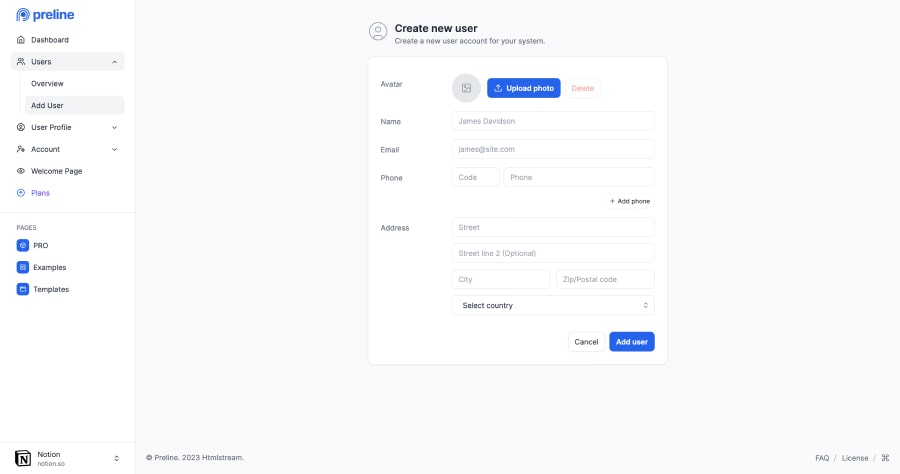 preline
Dashboard
Users
Overview
Add User
User Profile
Account
Welcome Page
Plans
PAGES
PRO
Examples
Templates
Notion
notion.so
Create new user
Create a new user account for your system.
Avatar
Upload photo
Delete
Name
James Davidson
Email
james@site.com
Phone
Code
Phone
+ Add phone
Address
Street
Street line 2 (Optional)
City
Zip/Postal code
Select country
Cancel
Add user
© Preline. 2023 Htmlstream.
FAQ / License /